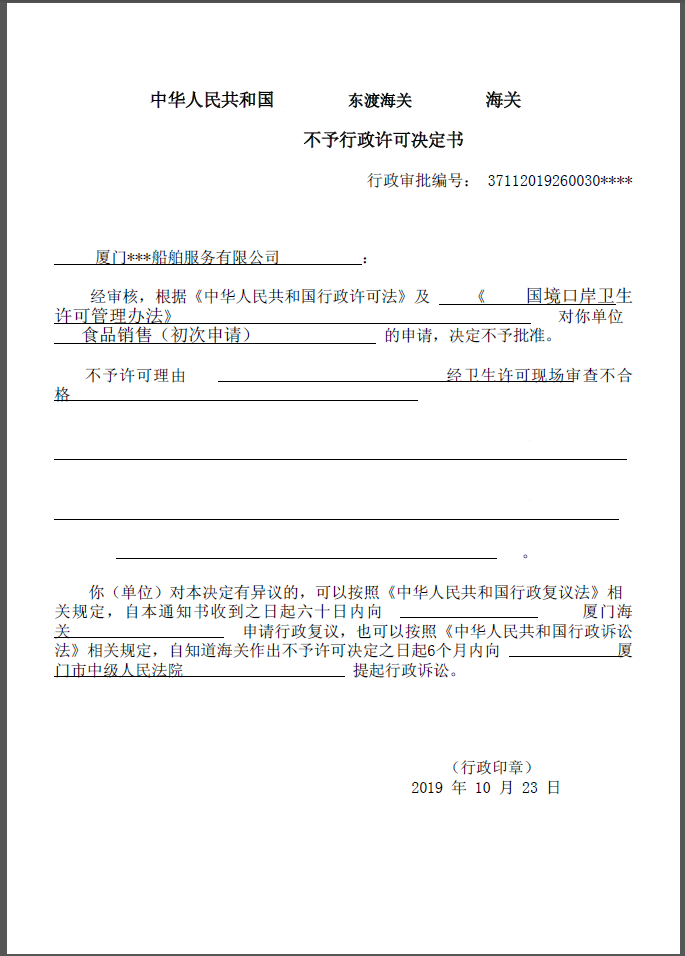 中华人民共和国 东渡海关 海关
不予行政许可决定书
行政审批编号： 37112019260030****
厦门***船舶服务有限公司：
经审核，根据《中华人民共和国行政许可法》及 《 国境口岸卫生
许可管理办法》 对你单位
食品销售（初次申请） 的申请，决定不予批准。
不予许可理由 经卫生许可现场审查不合
格
。
你（单位）对本决定有异议的，可以按照《中华人民共和国行政复议法》相
关规定，自本通知书收到之日起六十日内向 厦门海
关 申请行政复议，也可以按照《中华人民共和国行政诉讼
法》相关规定，自知道海关作出不予许可决定之日起6个月内向 厦
门市中级人民法院 提起行政诉讼。
（行政印章）
2019 年 10 月 23 日